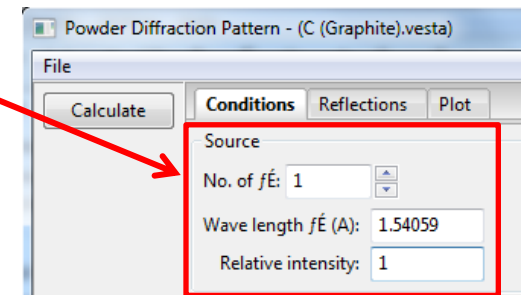 Powder Diffraction Pattern - (C (Graphite).vesta)
File
Calculate
Conditions Reflections Plot
Source
No. of ƒÉ: 1
Wave length ƒÉ (A): 1.54059
Relative intensity: 1